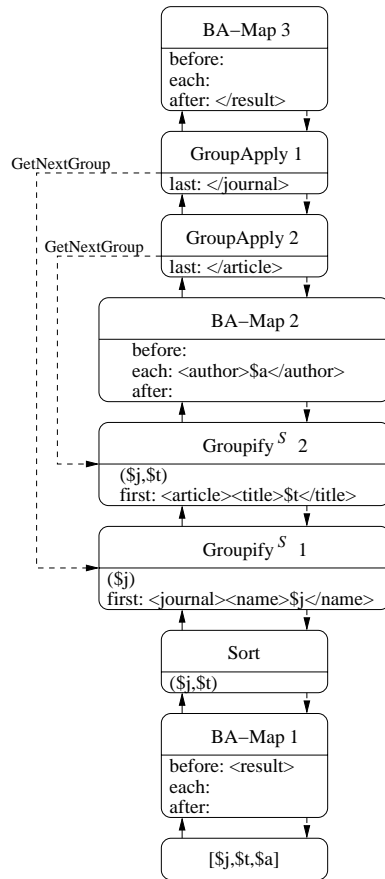 BA–Map 3
before:
each:
after: </result>
GetNextGroup
GroupApply 1
last: </journal>
GetNextGroup
GroupApply 2
last: </article>
BA–Map 2
before:
each: <author>$a</author>
after:
Groupify S 2
($j,$t)
first: <article><title>$t</title>
Groupify S 1
($j)
first: <journal><name>$j</name>
Sort
($j,$t)
BA–Map 1
before: <result>
each:
after:
[$j,$t,$a]